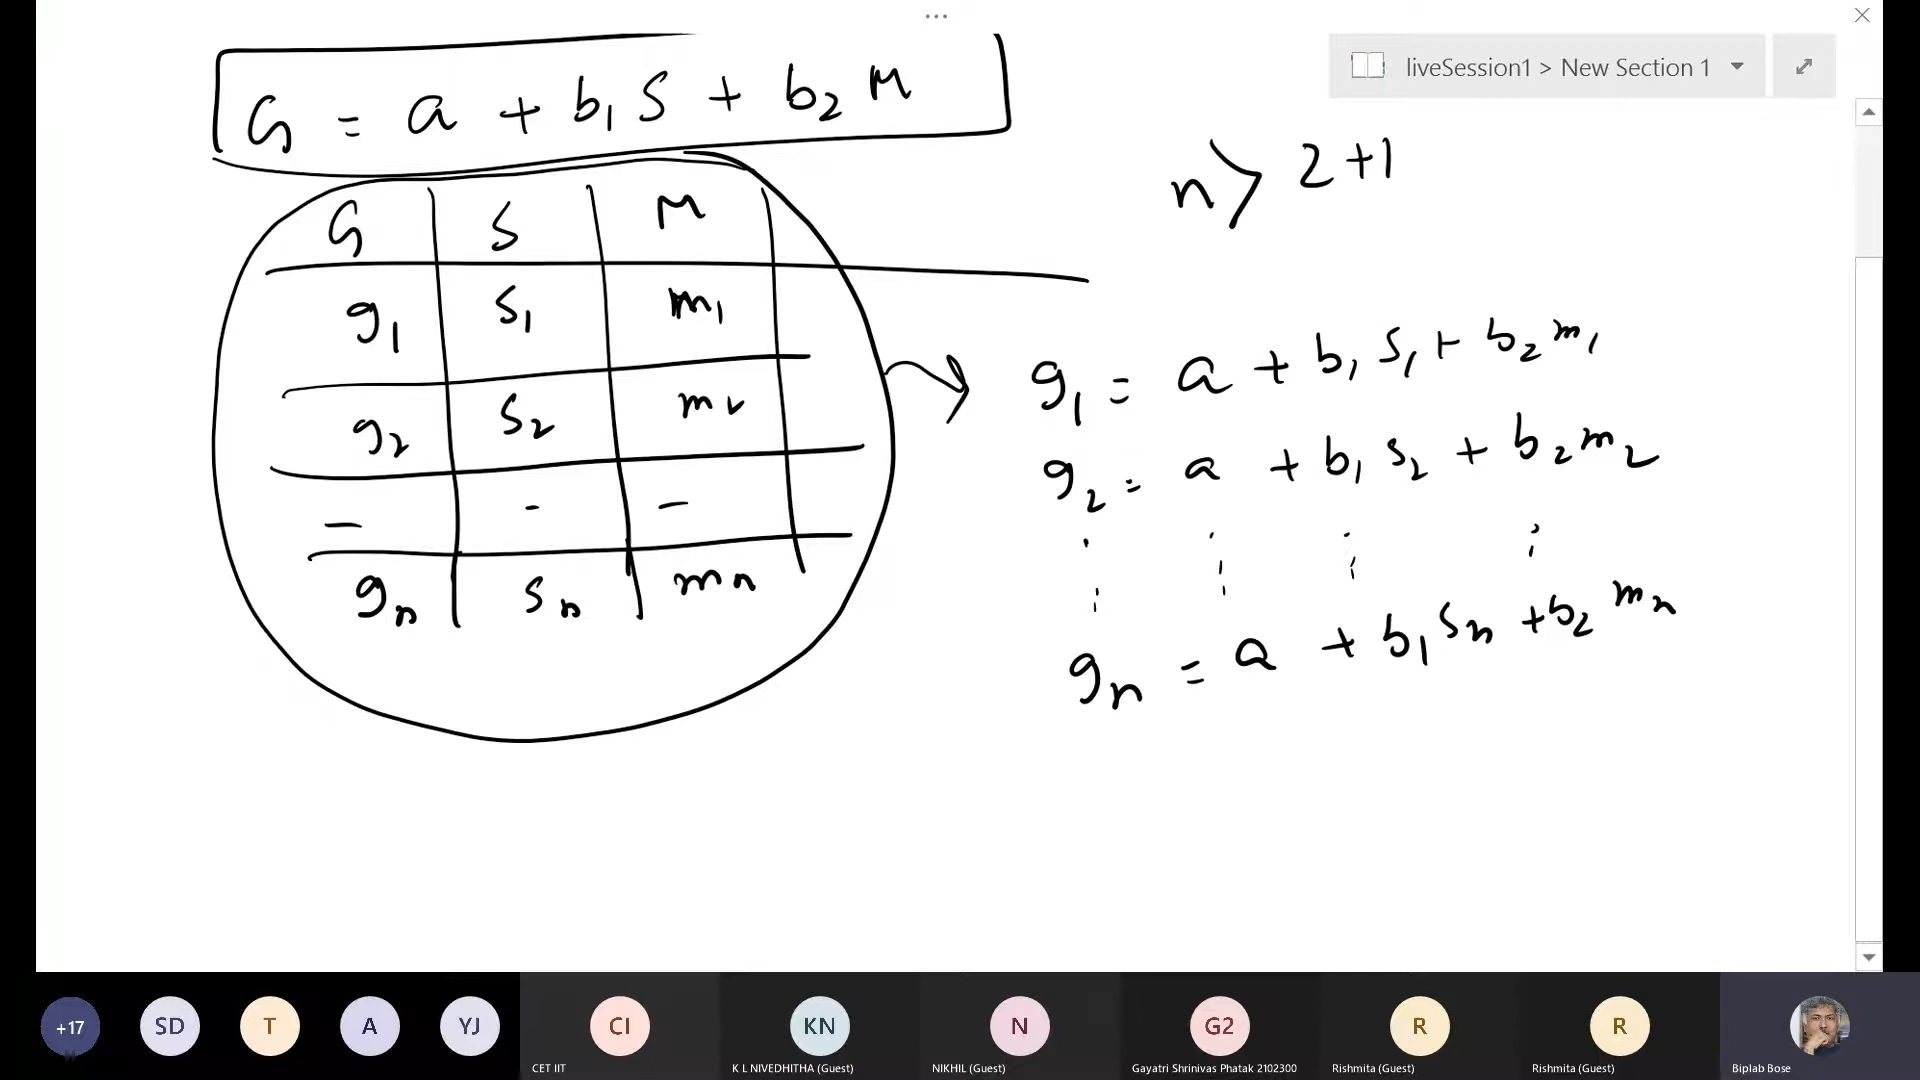 ...
liveSession1 > New Section 1
G = a + b₁S + b₂M
n > 2+1
G S M
g₁ s₁ m₁
g₂ s₂ m₂
– - –
gₙ sₙ mₙ
g₁ = a + b₁s₁ + b₂m₁
g₂ = a + b₁s₂ + b₂m₂
gₙ = a + b₁sₙ + b₂mₙ
+17 SD T A YJ CI KN N G2 R R
CET IIT K L NIVEDHITHA (Guest) NIKHIL (Guest) Gayatri Shrinivas Phatak 2102300 Rishmita (Guest) Rishmita (Guest) Biplab Bose